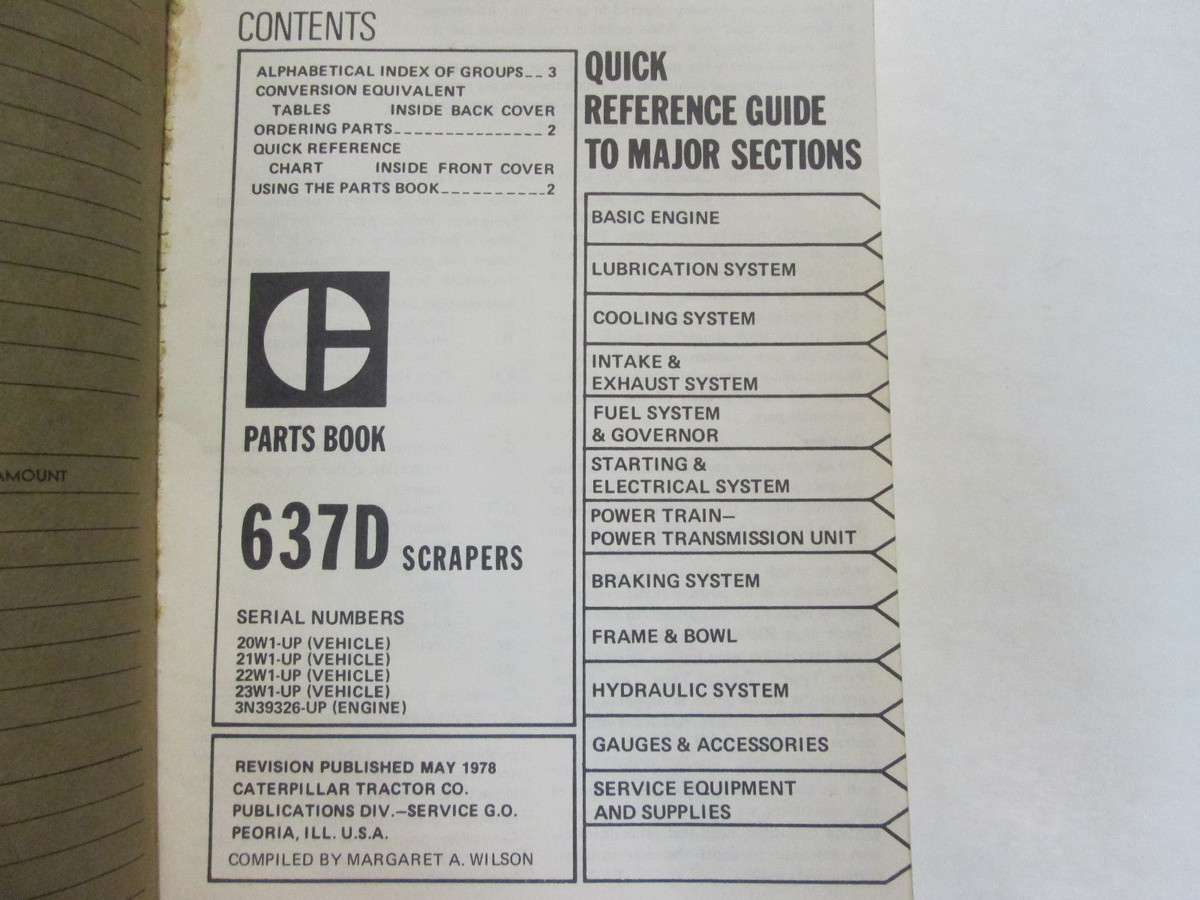 AMOUNT
CONTENTS
ALPHABETICAL INDEX OF GROUPS__ 3
CONVERSION EQUIVALENT
TABLES INSIDE BACK COVER
ORDERING PARTS_______________ 2
QUICK REFERENCE
CHART INSIDE FRONT COVER
USING THE PARTS BOOK__________2
PARTS BOOK
637D SCRAPERS
SERIAL NUMBERS
20W1-UP (VEHICLE)
21W1-UP (VEHICLE)
22W1-UP (VEHICLE)
23W1-UP (VEHICLE)
3N39326-UP (ENGINE)
REVISION PUBLISHED MAY 1978
CATERPILLAR TRACTOR CO.
PUBLICATIONS DIV.—SERVICE G.O.
PEORIA, ILL. U.S.A.
COMPILED BY MARGARET A. WILSON
QUICK
REFERENCE GUIDE
TO MAJOR SECTIONS
BASIC ENGINE
LUBRICATION SYSTEM
COOLING SYSTEM
INTAKE &
EXHAUST SYSTEM
FUEL SYSTEM
& GOVERNOR
STARTING &
ELECTRICAL SYSTEM
POWER TRAIN—
POWER TRANSMISSION UNIT
BRAKING SYSTEM
FRAME & BOWL
HYDRAULIC SYSTEM
GAUGES & ACCESSORIES
SERVICE EQUIPMENT
AND SUPPLIES